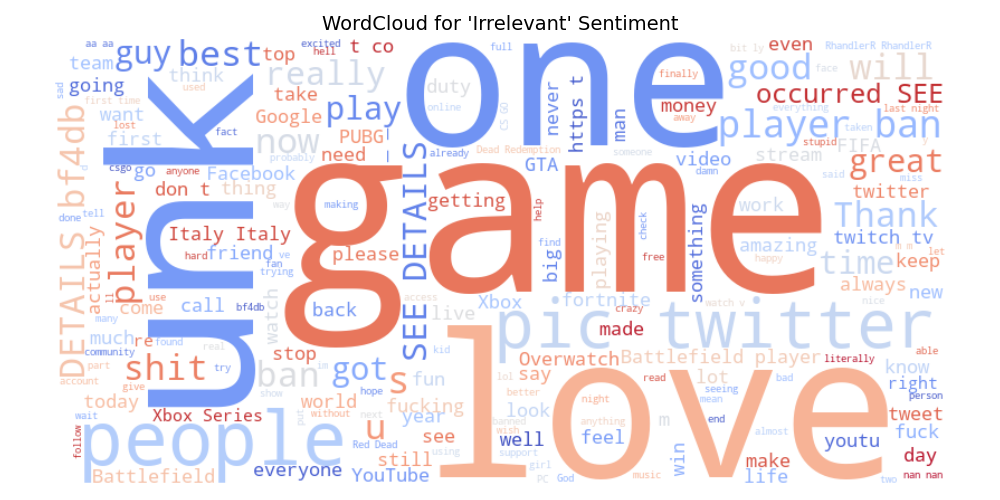 WordCloud for 'Irrelevant' Sentiment
aa aa
guy
best
excited
hell
t co
one
full
bit ly
RhandlerR RhandlerR
team
top
even
think
really
finally
good
face
will
sad
going
used
take
duty
https t
money
occurred SEE
first time
want
Google
play
online
CS GO
never
man
away
everything
last night
lost
fact
PUBG
player ban
first
now
already
Dead Redemption
someone
taken
stupid
FIFA
y
d
csgo
go
anyone
probably
need
GTA
video
damn
stream
said
great
miss
unk
Facebook
don t
thing
game
twitter
DETAILS bf4db
player
way
making
getting
help
work
Thank
done
tell
Italy Italy
SEE DETAILS
playing
check
something
twitch tv
actually
hard
friend
ve
fan
please
find
big
amazing
b m
let
trying
free
happy
time
keep
ll
use
come
call
bf4db
watch
back
access
live
Xbox
fortnite
crazy
watch v
nice
always
new
many
pic twitter
much
re
found
real
made
community
part
shit
try
stop
im
kid
Overwatch
Battlefield player
literally
able
account
give
ban
show
got
s
fun
lol
say
read
lot
seeing
bad
know
right
person
today
hope
world
fucking
better
love
night
mean
wait
Xbox Series
put
without
next
u
year
banned
wish
look
anything
m
end
almost
tweet
follow
people
Red Dead
see
using
well
support
feel
win
youtu
fuck
Battlefield
everyone
still
YouTube
girl
PC
God
music
make
life
two
day
nan nan